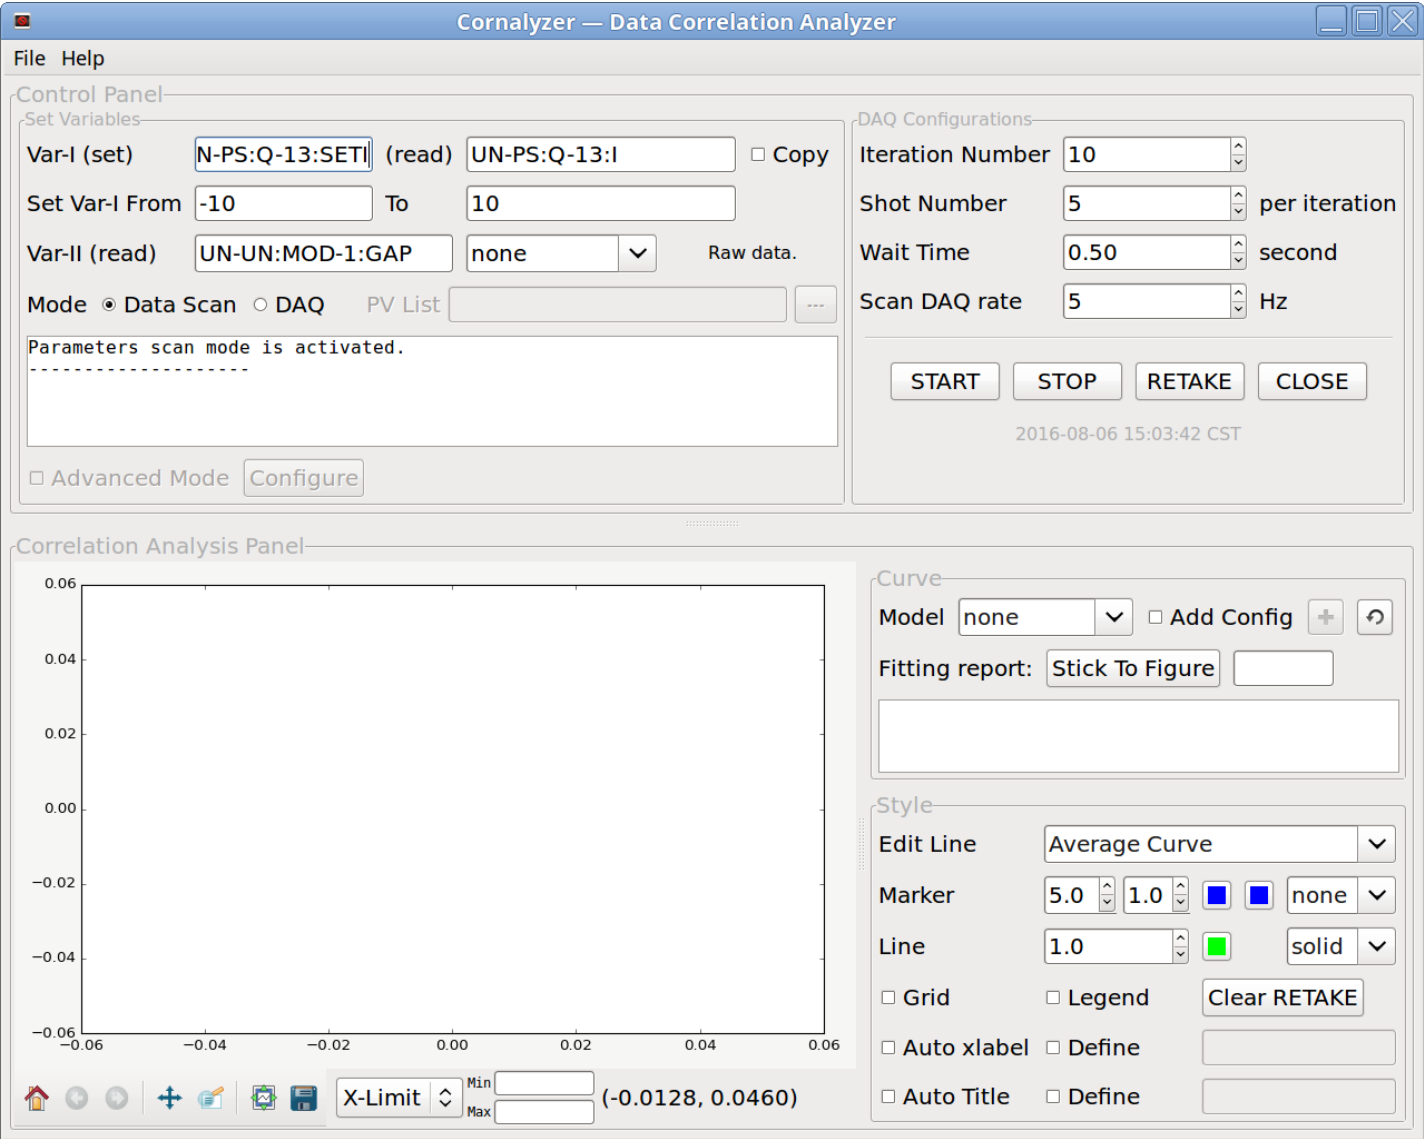 Cornalyzer — Data Correlation Analyzer
File Help
Control Panel
Set Variables
Var-I (set) N-PS:Q-13:SETI (read) UN-PS:Q-13:I Copy
Set Var-I From -10 To 10
Var-II (read) UN-UN:MOD-1:GAP none Raw data.
Mode Data Scan DAQ PV List ---
Parameters scan mode is activated.
--------------------
Advanced Mode Configure
DAQ Configurations
Iteration Number 10
Shot Number 5 per iteration
Wait Time 0.50 second
Scan DAQ rate 5 Hz
START STOP RETAKE CLOSE
2016-08-06 15:03:42 CST
Correlation Analysis Panel
0.06
0.04
0.02
0.00
−0.02
−0.04
−0.06
−0.06 −0.04 −0.02 0.00 0.02 0.04 0.06
X-Limit Min Max (-0.0128, 0.0460)
Curve
Model none Add Config
Fitting report: Stick To Figure
Style
Edit Line Average Curve
Marker 5.0 1.0 none
Line 1.0 solid
Grid Legend Clear RETAKE
Auto xlabel Define
Auto Title Define